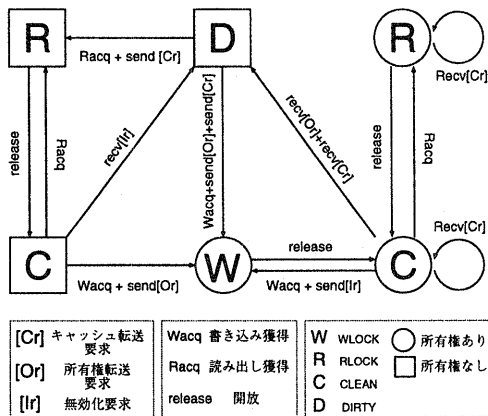 R
D
R
Racq + send [Cr]
Recv[Cr]
release
Racq
recv[Ir]
Wacq+send[Or]+send[Cr]
recv[Or]+recv[Cr]
release
Racq
C
W
C
release
Recv[Cr]
Wacq + send[Or]
Wacq + send[Ir]
[Cr] キャッシュ転送
要求
[Or] 所有権転送
要求
[Ir] 無効化要求
Wacq 書き込み獲得
Racq 読み出し獲得
release 開放
W WLOCK
R RLOCK
C CLEAN
D DIRTY
所有権あり
所有権なし